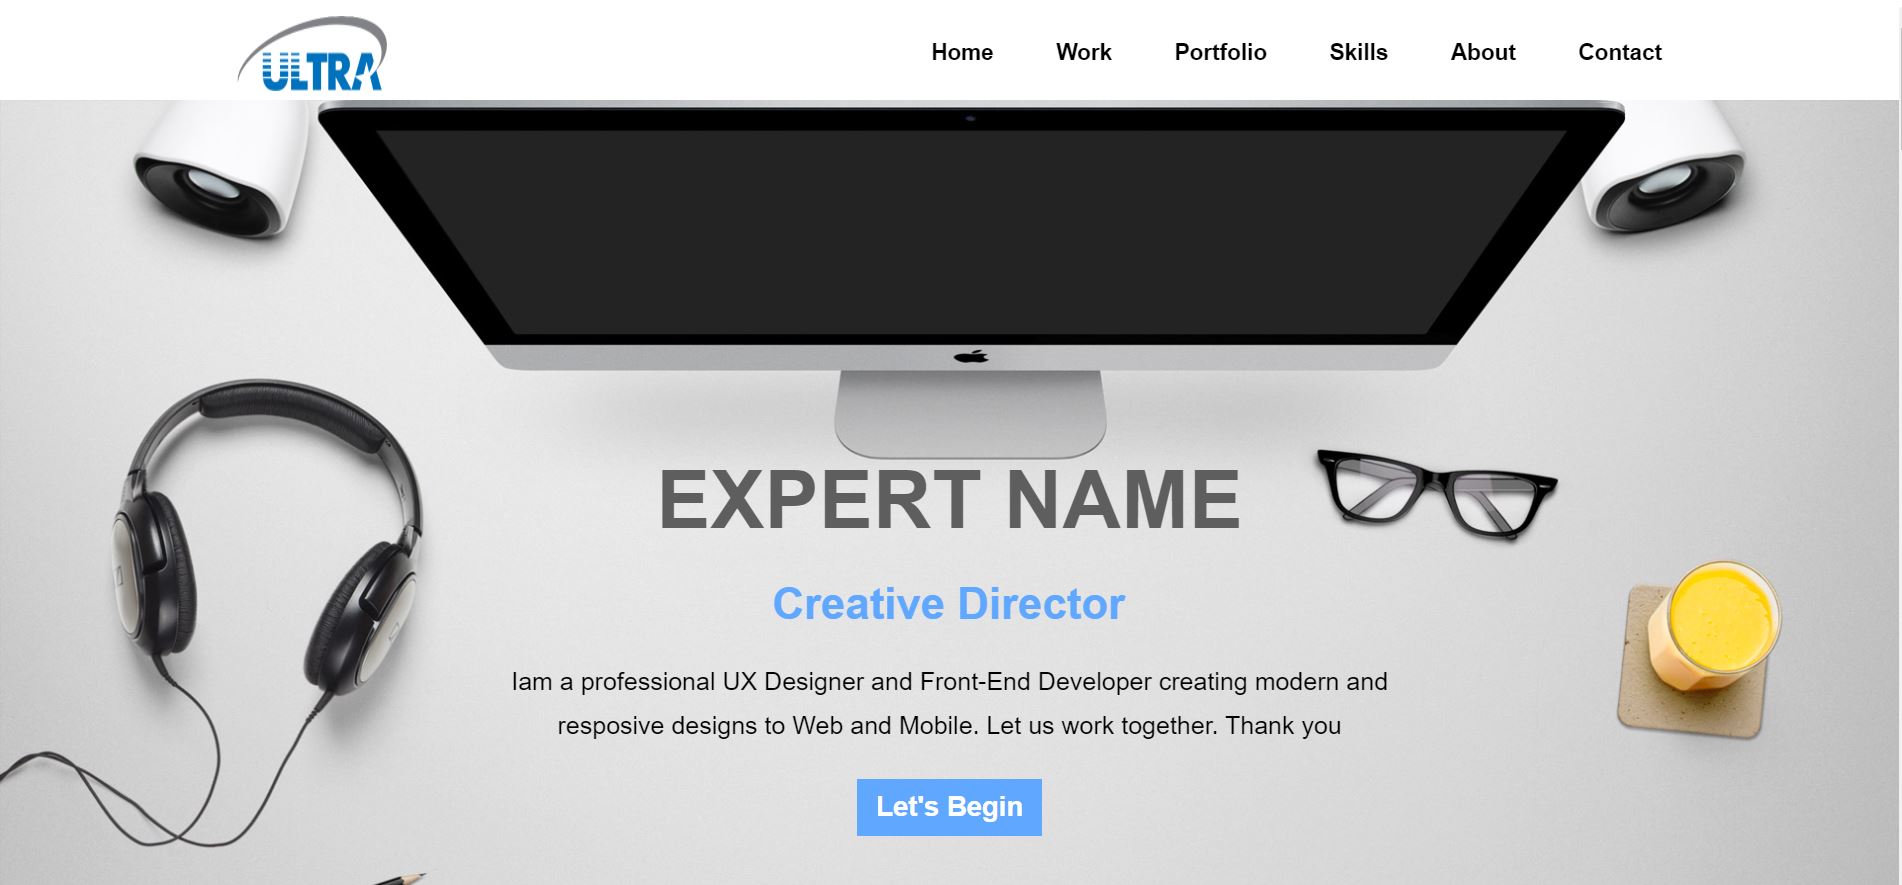 ULTRA
Home Work Portfolio Skills About Contact
EXPERT NAME
Creative Director
Iam a professional UX Designer and Front-End Developer creating modern and
resposive designs to Web and Mobile. Let us work together. Thank you
Let's Begin